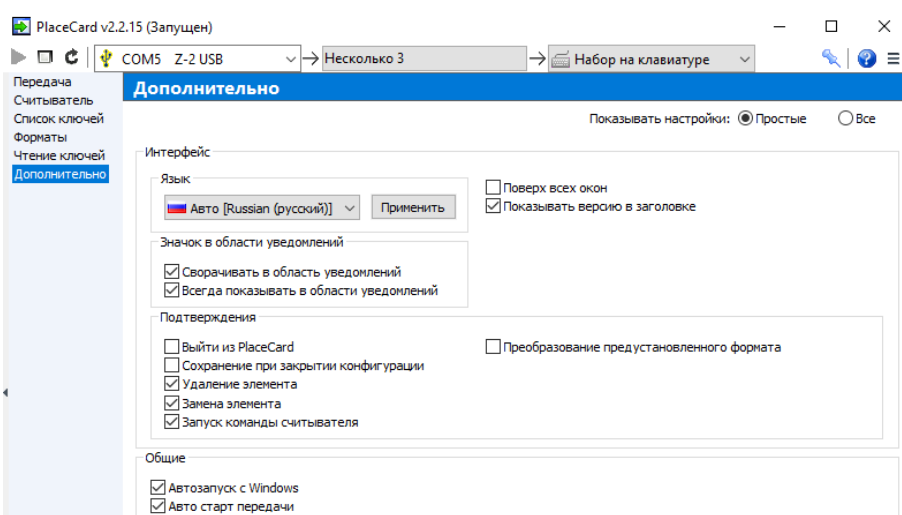 PlaceCard v2.2.15 (Запущен)
COM5 Z-2 USB
Несколько 3
Набор на клавиатуре
Передача
Считыватель
Список ключей
Форматы
Чтение ключей
Дополнительно
Дополнительно
Показывать настройки: Простые Все
Интерфейс
Язык
Авто [Russian (русский)]
Применить
Поверх всех окон
Показывать версию в заголовке
Значок в области уведомлений
Сворачивать в область уведомлений
Всегда показывать в области уведомлений
Подтверждения
Выйти из PlaceCard
Преобразование предустановленного формата
Сохранение при закрытии конфигурации
Удаление элемента
Замена элемента
Запуск команды считывателя
Общие
Автозапуск с Windows
Авто старт передачи